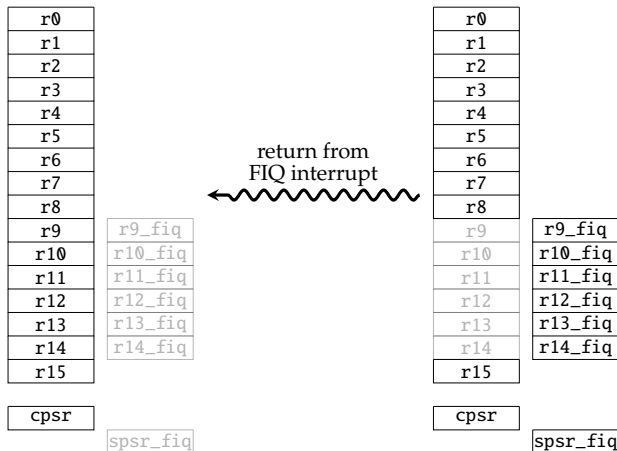 r0 r0
r1 r1
r2 r2
r3 r3
r4 r4
r5 r5
return from
r6 r6
FIQ interrupt
r7 r7
r8 r8
r9 r9_fiq r9 r9_fiq
r10 r10_fiq r10 r10_fiq
r11 r11_fiq r11 r11_fiq
r12 r12_fiq r12 r12_fiq
r13 r13_fiq r13 r13_fiq
r14 r14_fiq r14 r14_fiq
r15 r15
cpsr cpsr
spsr_fiq spsr_fiq